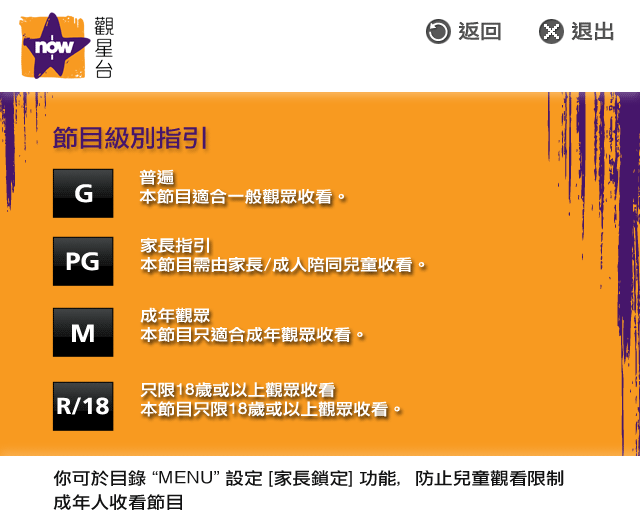 now
觀星台
返回
退出
節目級別指引
G
普遍
本節目適合一般觀眾收看。
PG
家長指引
本節目需由家長/成人陪同兒童收看。
M
成年觀眾
本節目只適合成年觀眾收看。
R/18
只限18歲或以上觀眾收看
本節目只限18歲或以上觀眾收看。
你可於目錄 “MENU” 設定 [家長鎖定] 功能, 防止兒童觀看限制
成年人收看節目